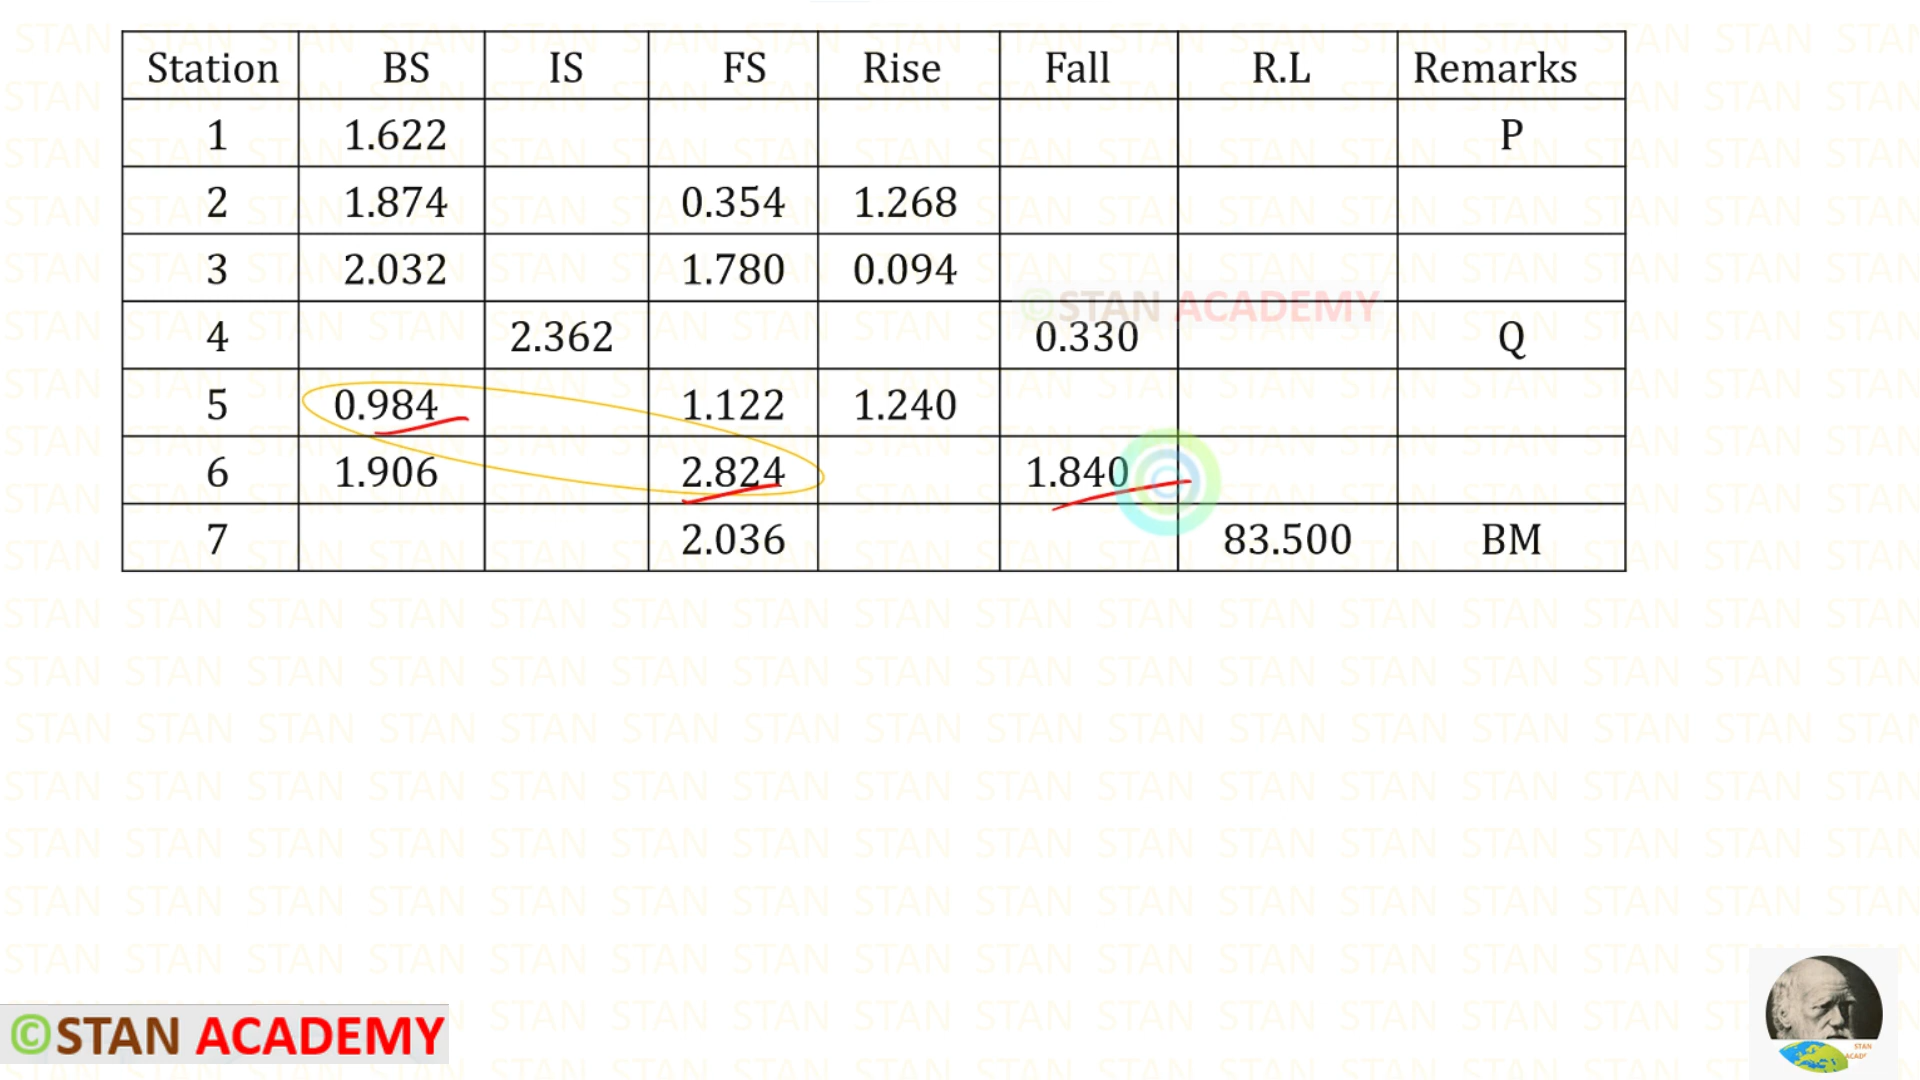 Station BS IS FS Rise Fall R.L Remarks
1 1.622 P
2 1.874 0.354 1.268
3 2.032 1.780 0.094
©STAN ACADEMY
4 2.362 0.330 Q
5 0.984 1.122 1.240
6 1.906 2.824 1.840
7 2.036 83.500 BM
©STAN ACADEMY